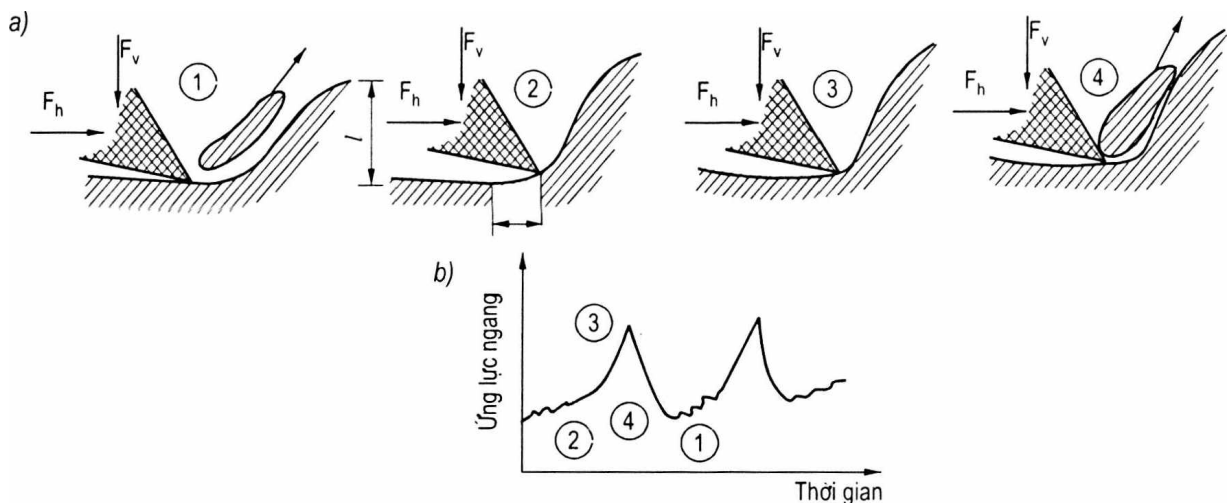 a)
F_v
F_h
1
l
F_v
F_h
2
F_v
F_h
3
F_v
F_h
4
b)
Ứng lực ngang
3
2
4
1
Thời gian